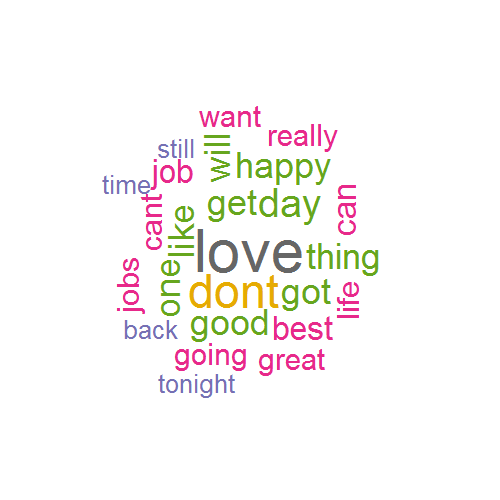 want
really
still
will
job
happy
time
get
day
can
cant
like
love
thing
jobs
one
dont
got
life
back
good
best
going
great
tonight